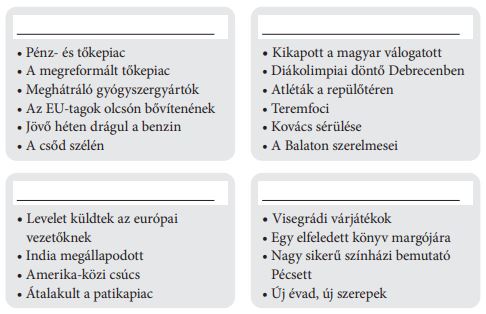 • Pénz- és tőkepiac
• A megreformált tőkepiac
• Meghátráló gyógyszergyártók
• Az EU-tagok olcsón bővítenének
• Jövő héten drágul a benzin
• A csőd szélén
• Kikapott a magyar válogatott
• Diákolimpiai döntő Debrecenben
• Atléták a repülőtéren
• Teremfoci
• Kovács sérülése
• A Balaton szerelmesei
• Levelet küldtek az európai
vezetőknek
• India megállapodott
• Amerika-közi csúcs
• Átalakult a patikapiac
• Visegrádi várjátékok
• Egy elfeledett könyv margójára
• Nagy sikerű színházi bemutató
Pécsett
• Új évad, új szerepek